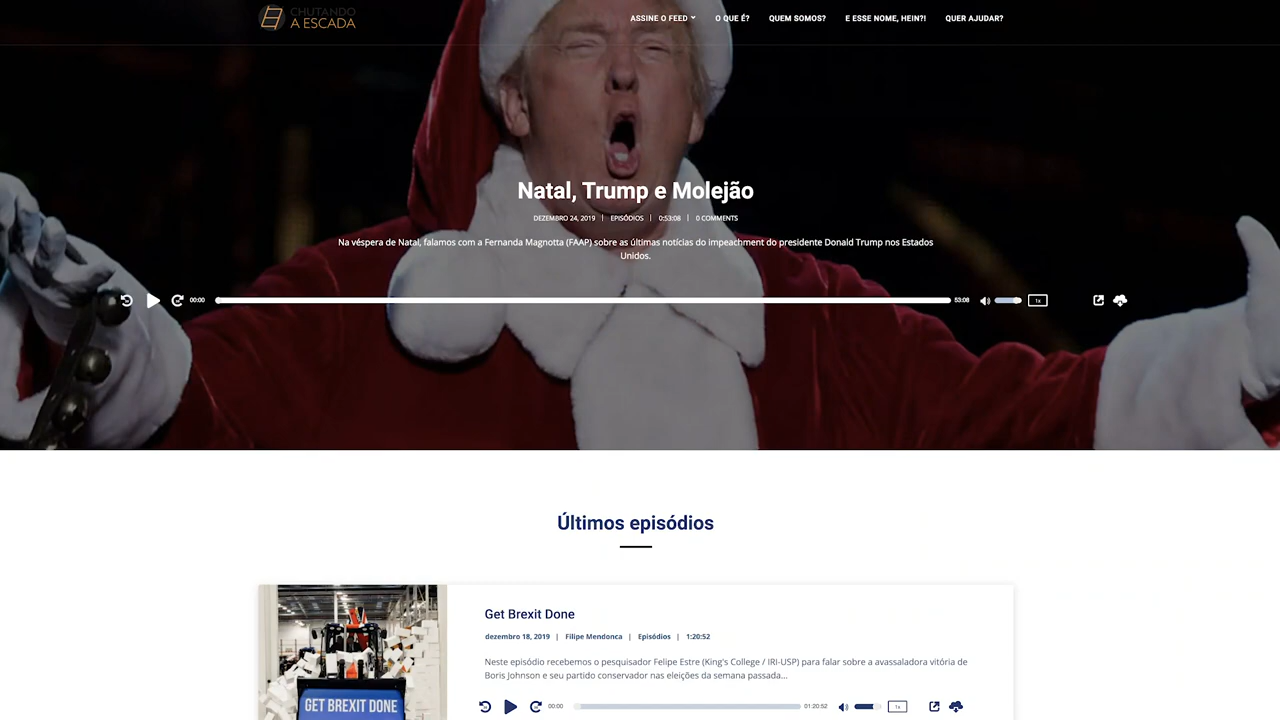 CHUTANDO
A ESCADA
ASSINE O FEED
O QUE É?
QUEM SOMOS?
E ESSE NOME, HEIN?!
QUER AJUDAR?
Natal, Trump e Molejão
DEZEMBRO 24, 2019 | EPISÓDIOS | 0:53:08 | 0 COMMENTS
Na véspera de Natal, falamos com a Fernanda Magnotta (FAAP) sobre as últimas notícias do impeachment do presidente Donald Trump nos Estados
Unidos.
00:00
53:08
1x
Últimos episódios
Get Brexit Done
dezembro 18, 2019 | Filipe Mendonca | Episódios | 1:20:52
Neste episódio recebemos o pesquisador Felipe Estre (King's College / IRI-USP) para falar sobre a avassaladora vitória de
Boris Johnson e seu partido conservador nas eleições da semana passada...
GET BREXIT DONE
00:00
01:20:52
1x